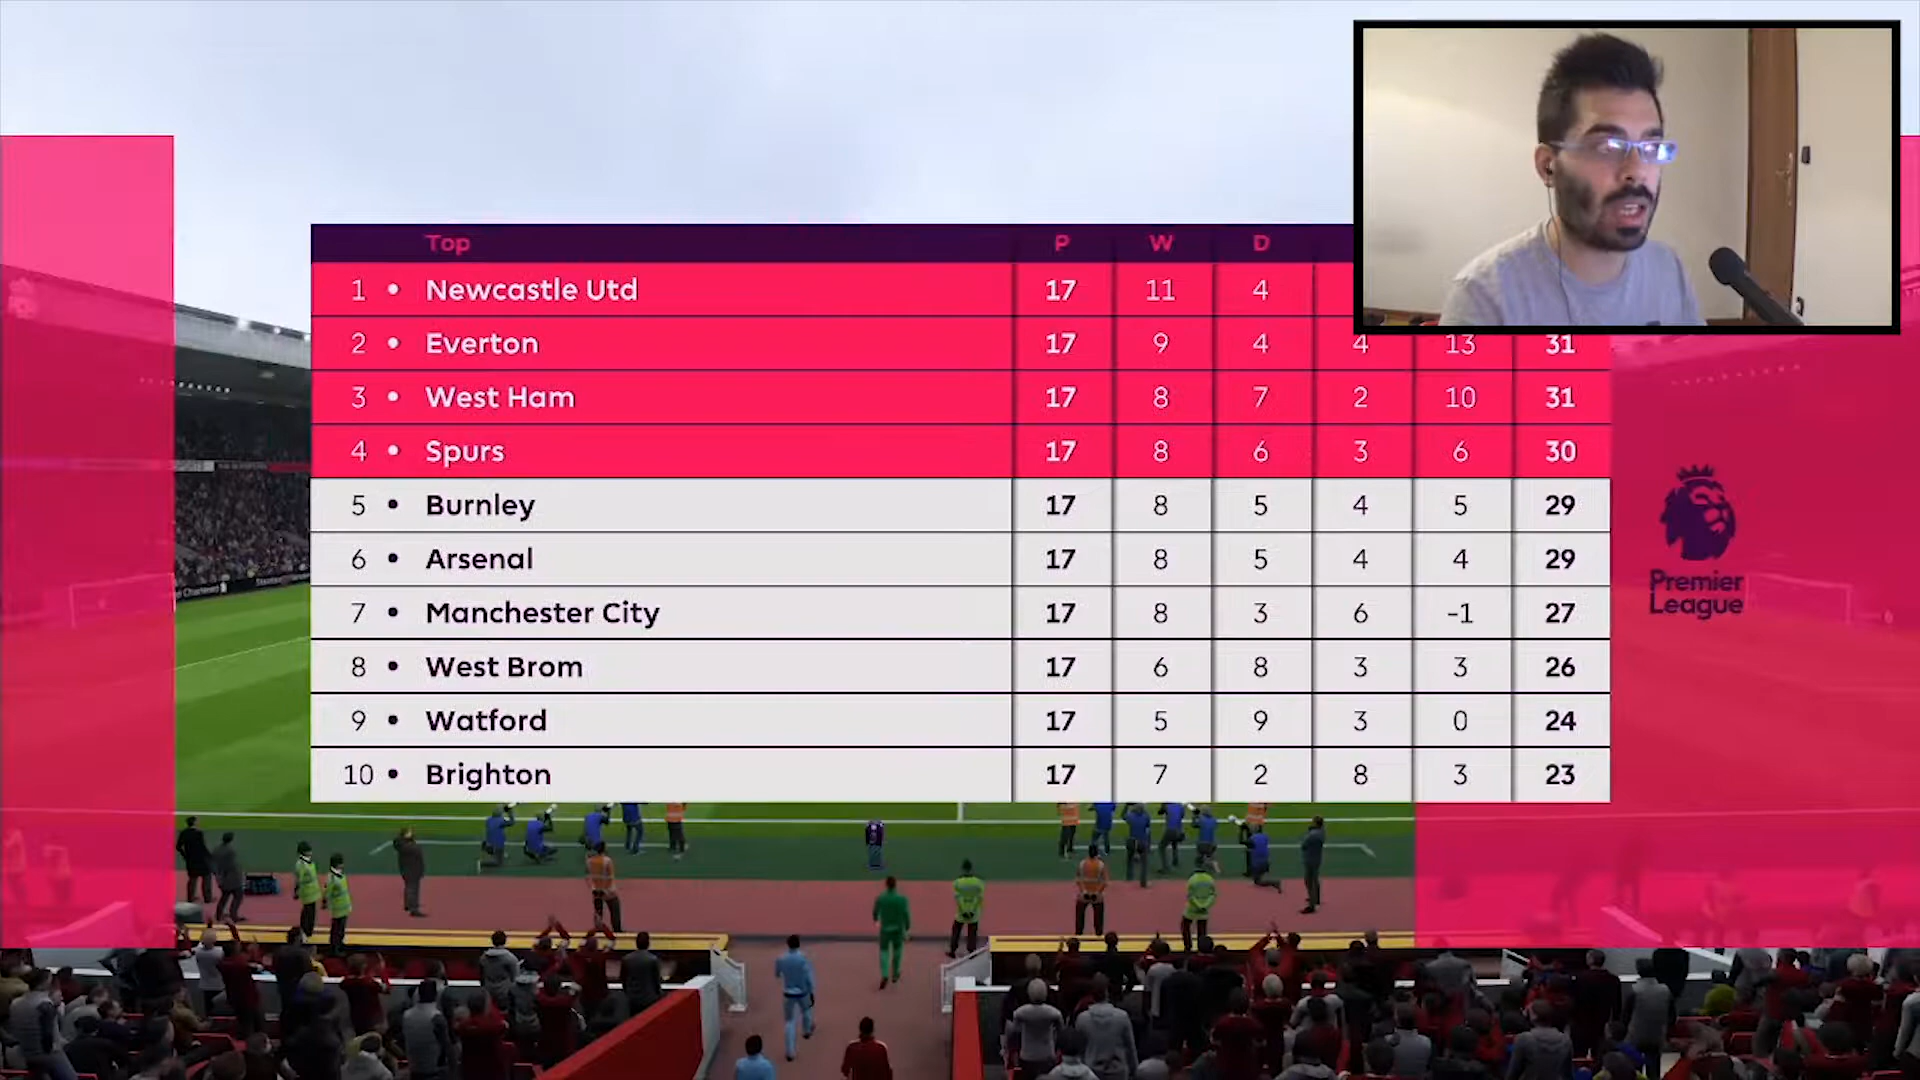 Top P W D
1 • Newcastle Utd 17 11 4
2 • Everton 17 9 4 4 13 31
3 • West Ham 17 8 7 2 10 31
4 • Spurs 17 8 6 3 6 30
5 • Burnley 17 8 5 4 5 29
6 • Arsenal 17 8 5 4 4 29
7 • Manchester City 17 8 3 6 -1 27
8 • West Brom 17 6 8 3 3 26
9 • Watford 17 5 9 3 0 24
10 • Brighton 17 7 2 8 3 23
Premier
League